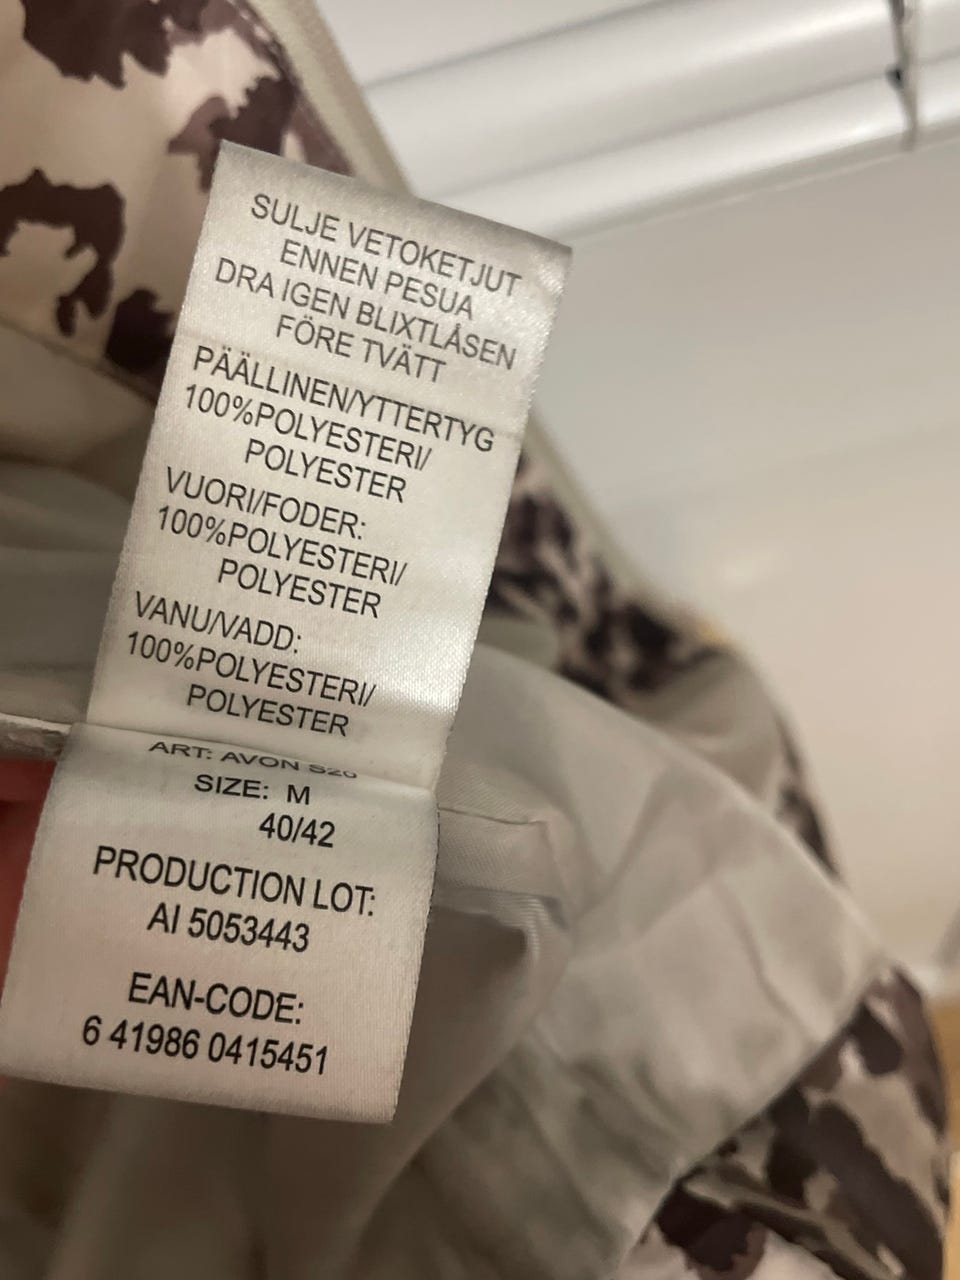 SULJE VETOKETJUT
ENNEN PESUA
DRA IGEN BLIXTLÅSEN
FÖRE TVÄTT
PÄÄLLINEN/YTTERTYG
100%POLYESTERI/
POLYESTER
VUORI/FODER:
100%POLYESTERI/
POLYESTER
VANU/VADD:
100%POLYESTERI/
POLYESTER
ART: AVON S20
SIZE: M
40/42
PRODUCTION LOT:
AI 5053443
EAN-CODE:
6 41986 0415451